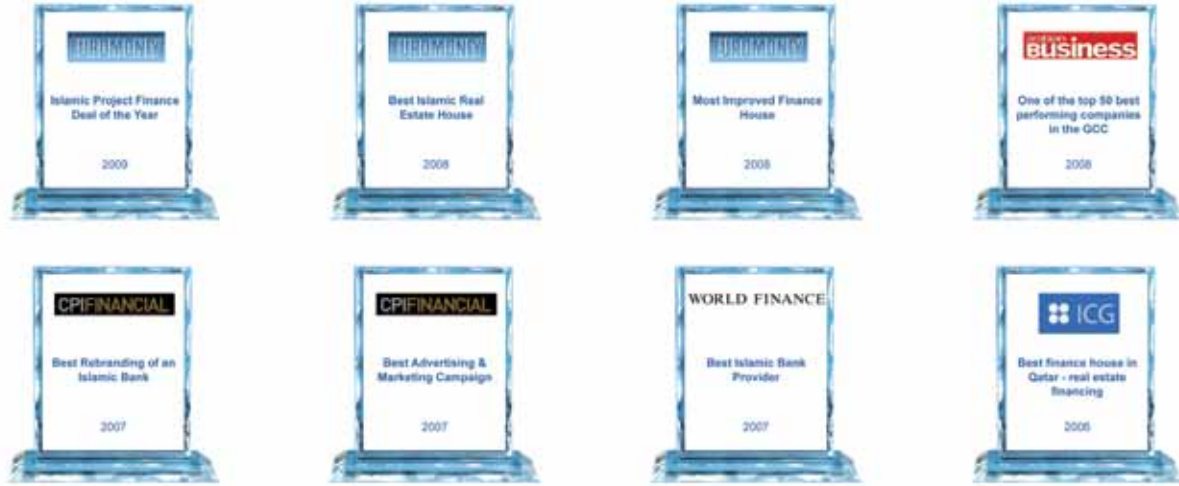 EUROMONEY
Islamic Project Finance
Deal of the Year
2009
EUROMONEY
Best Islamic Real
Estate House
2008
EUROMONEY
Most Improved Finance
House
2008
arabian
BUSINESS
One of the top 50 best
performing companies
in the GCC
2008
CPIFINANCIAL
Best Rebranding of an
Islamic Bank
2007
CPIFINANCIAL
Best Advertising &
Marketing Campaign
2007
WORLD FINANCE
Best Islamic Bank
Provider
2007
ICG
Best finance house in
Qatar - real estate
financing